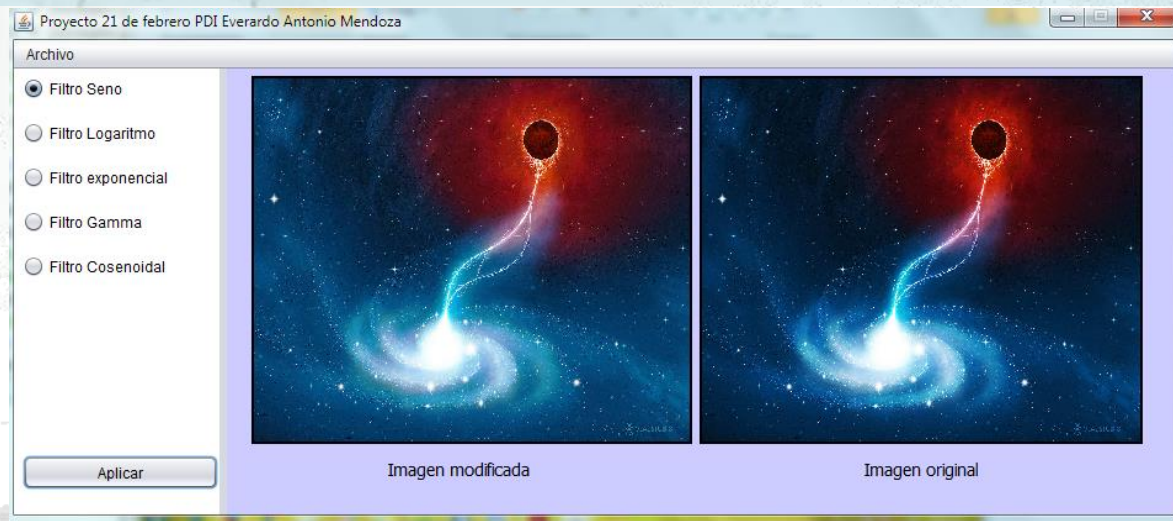 Proyecto 21 de febrero PDI Everardo Antonio Mendoza
Archivo
Filtro Seno
Filtro Logaritmo
Filtro exponencial
Filtro Gamma
Filtro Cosenoidal
Aplicar
Imagen modificada
Imagen original